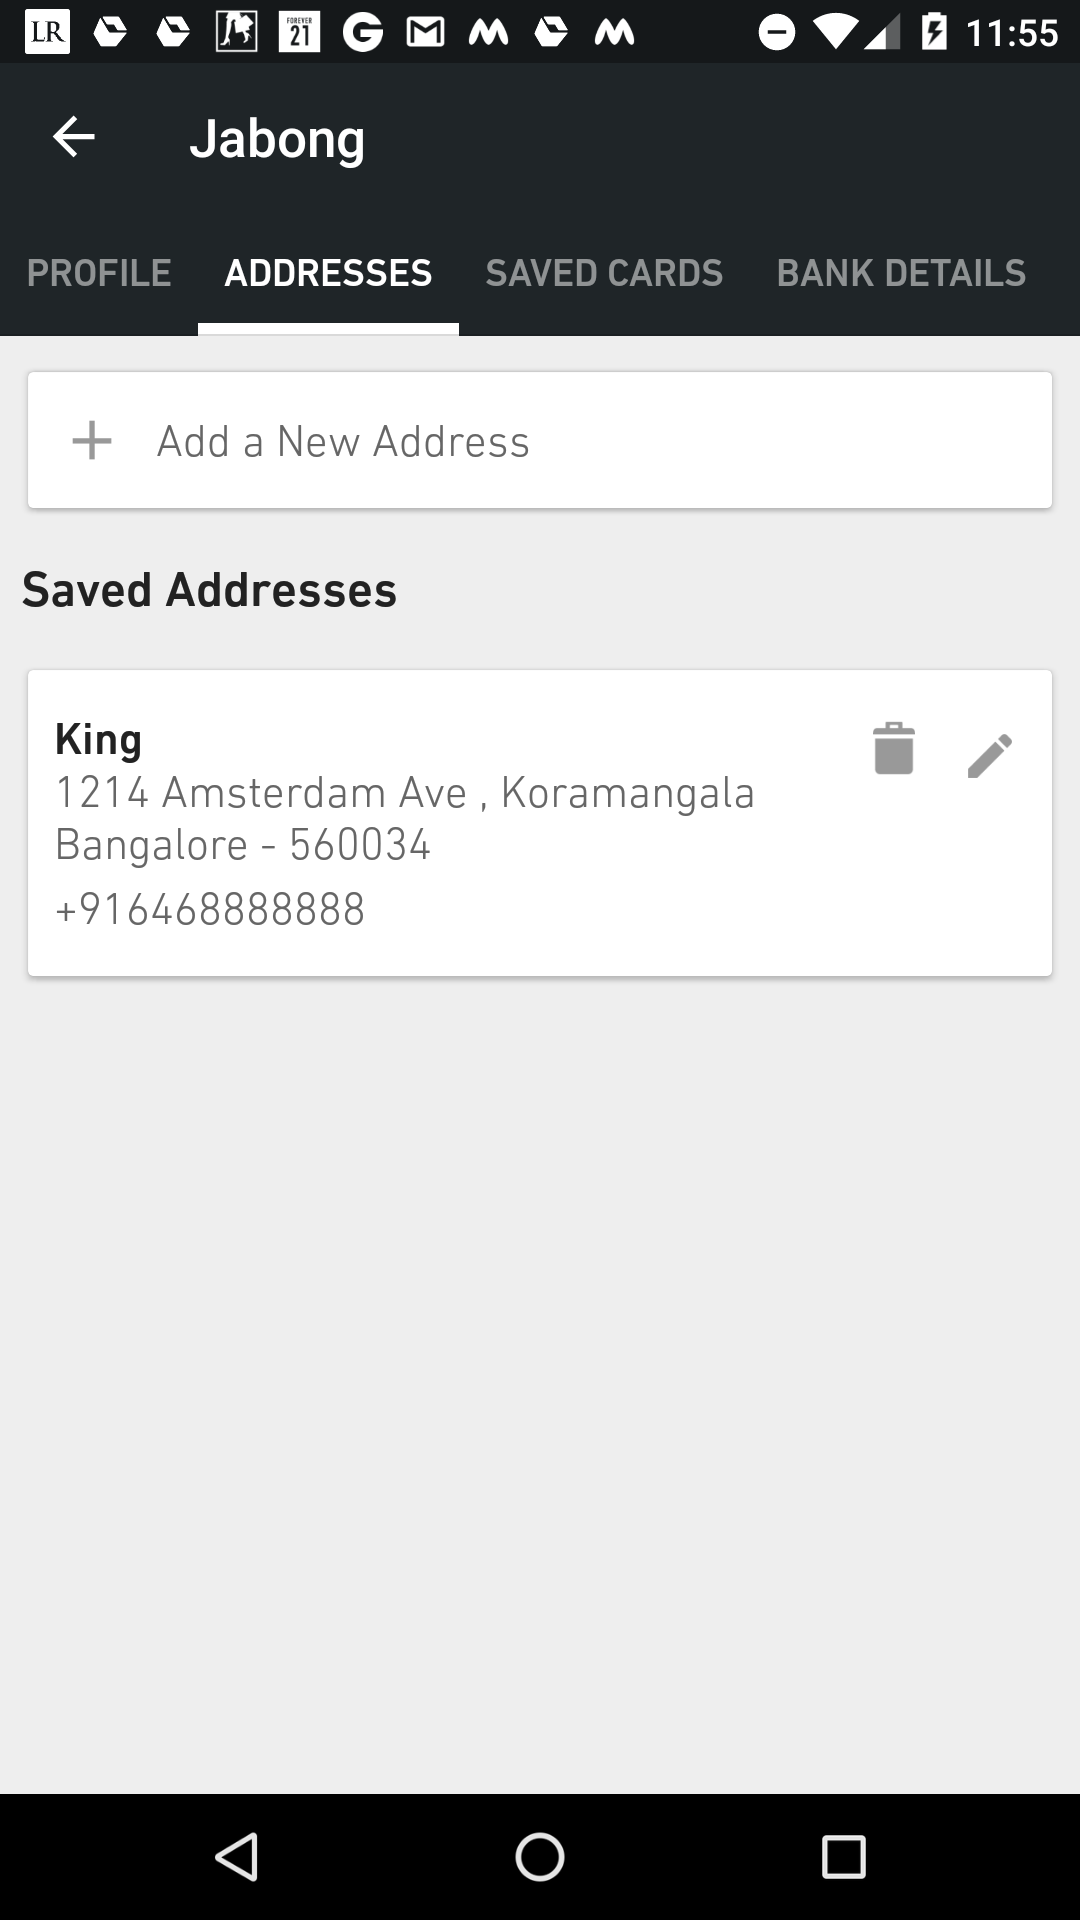 LR FOREVER 21 G M 11:55
Jabong
PROFILE ADDRESSES SAVED CARDS BANK DETAILS
Add a New Address
Saved Addresses
King
1214 Amsterdam Ave , Koramangala
Bangalore - 560034
+916468888888